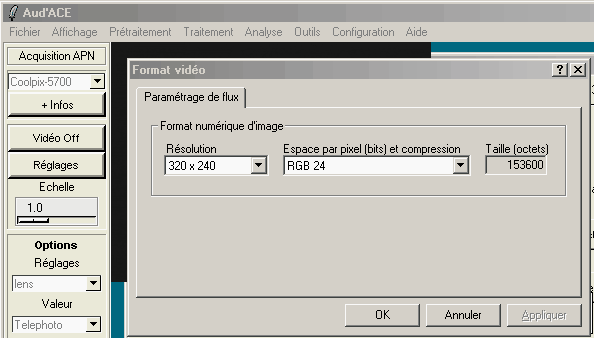 Aud'ACE
Fichier Affichage Prétraitement Traitement Analyse Outils Configuration Aide
Acquisition APN
Coolpix-5700
+ Infos
Vidéo Off
Réglages
Echelle
1.0
Options
Réglages
lens
Valeur
Telephoto
Format vidéo
Paramétrage de flux
Format numérique d'image
Résolution
320 x 240
Espace par pixel (bits) et compression
RGB 24
Taille (octets)
153600
OK Annuler Appliquer